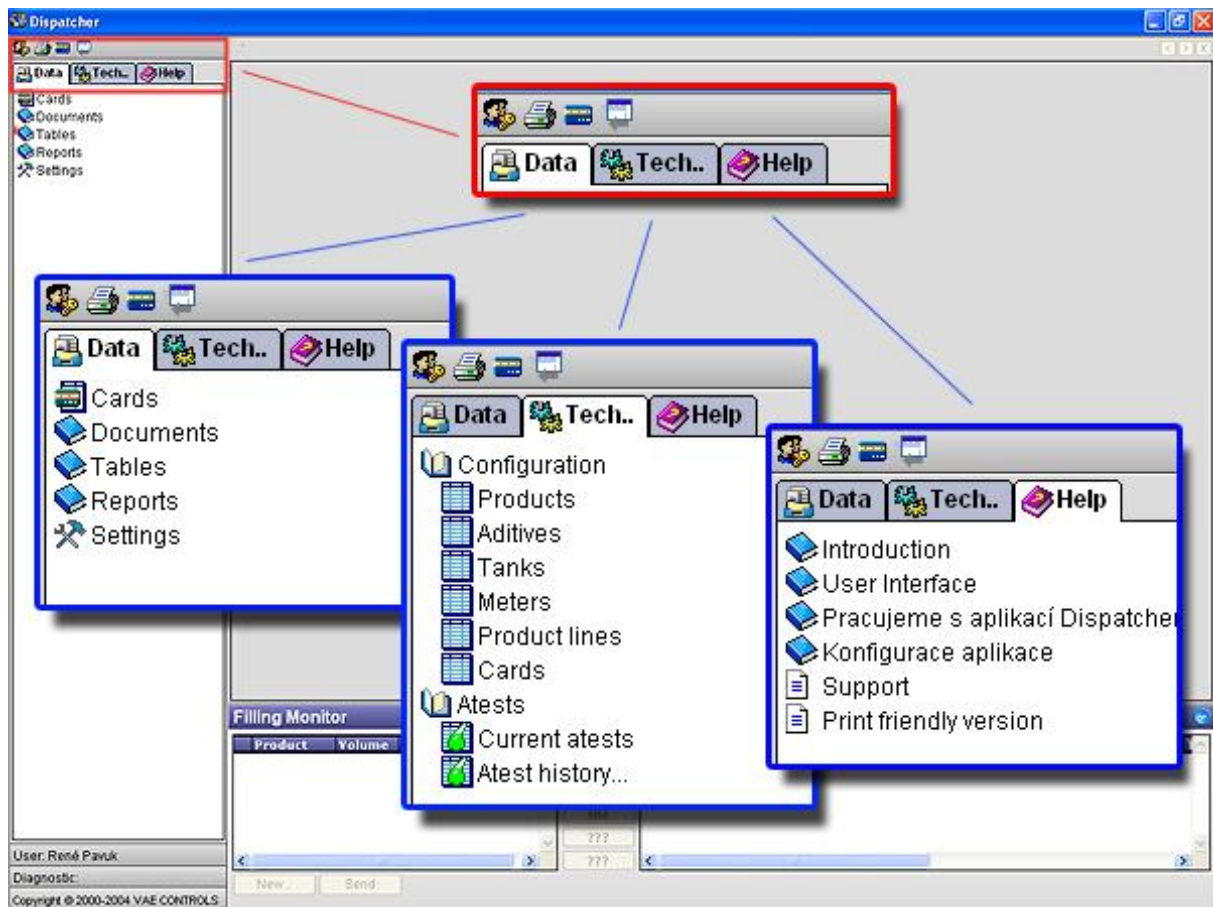 Dispatcher
Data Tech.. Help
Cards
Documents
Tables
Reports
Settings
Data Tech.. Help
Data Tech.. Help
Cards
Documents
Tables
Reports
Settings
Data Tech.. Help
Configuration
Products
Aditives
Tanks
Meters
Product lines
Cards
Atests
Current atests
Atest history...
Data Tech.. Help
Introduction
User Interface
Pracujeme s aplikací Dispatcher
Konfigurace aplikace
Support
Print friendly version
Filling Monitor
Product Volume
???
???
New.. Send
User: René Pavuk
Diagnostic:
Copyright © 2000-2004 VAE CONTROLS